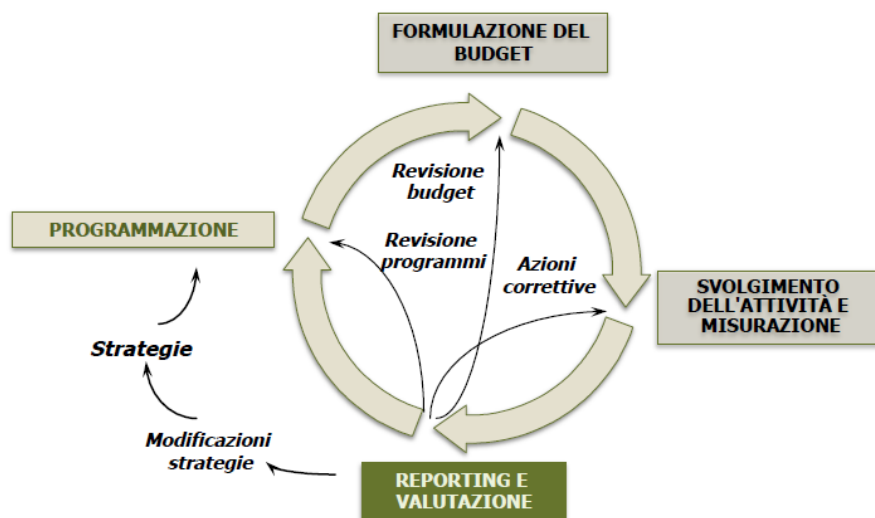 FORMULAZIONE DEL
BUDGET
Revisione
budget
PROGRAMMAZIONE
Revisione
programmi
Azioni
correttive
SVOLGIMENTO
DELL'ATTIVITÀ E
MISURAZIONE
Strategie
Modificazioni
strategie
REPORTING E
VALUTAZIONE